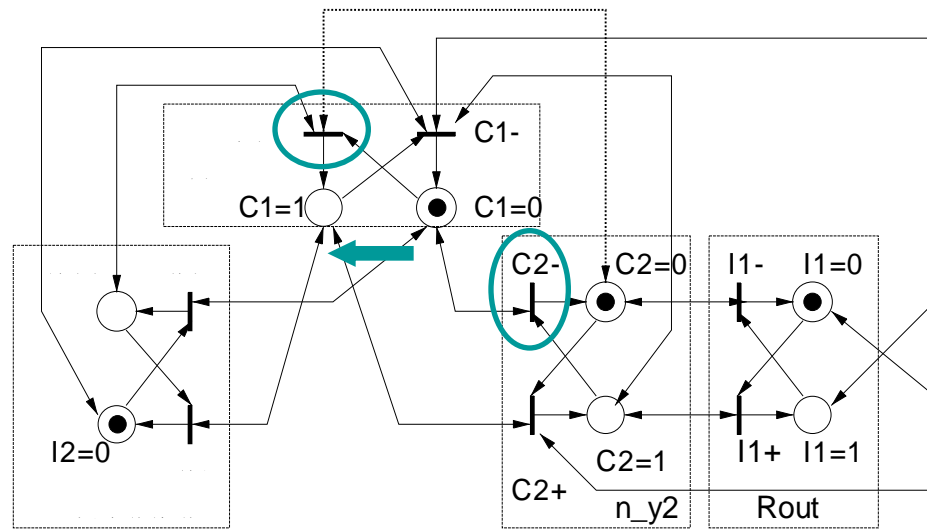 C1-
C1=1
C1=0
C2-
C2=0
I1-
I1=0
I2=0
C2=1
I1+
I1=1
C2+
n_y2
Rout